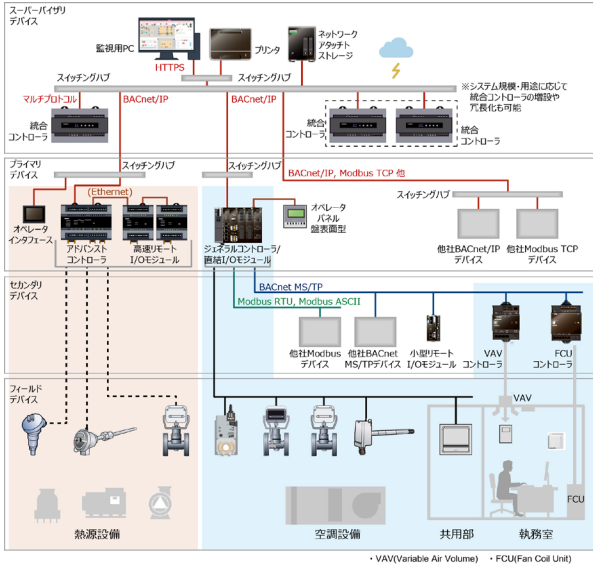 スーパーバイザリ
デバイス
監視用PC
プリンタ
ネットワーク
アタッチト
ストレージ
HTTPS
スイッチングハブ
スイッチングハブ
マルチプロトコル
BACnet/IP
BACnet/IP
※システム規模・用途に応じて
統合コントローラの増設や
冗長化も可能
統合
コントローラ
統合
コントローラ
統合
コントローラ
プライマリ
デバイス
スイッチングハブ
スイッチングハブ
BACnet/IP, Modbus TCP 他
スイッチングハブ
(Ethernet)
オペレータ
インタフェース
アドバンスト
コントローラ
高速リモート
I/Oモジュール
ジェネラルコントローラ/
直結I/Oモジュール
オペレータ
パネル
盤表面型
他社BACnet/IP
デバイス
他社Modbus TCP
デバイス
セカンダリ
デバイス
BACnet MS/TP
Modbus RTU, Modbus ASCII
他社Modbus
デバイス
他社BACnet
MS/TPデバイス
小型リモート
I/Oモジュール
VAV
コントローラ
FCU
コントローラ
フィールド
デバイス
VAV
FCU
熱源設備
空調設備
共用部
執務室
・VAV(Variable Air Volume) ・FCU(Fan Coil Unit)